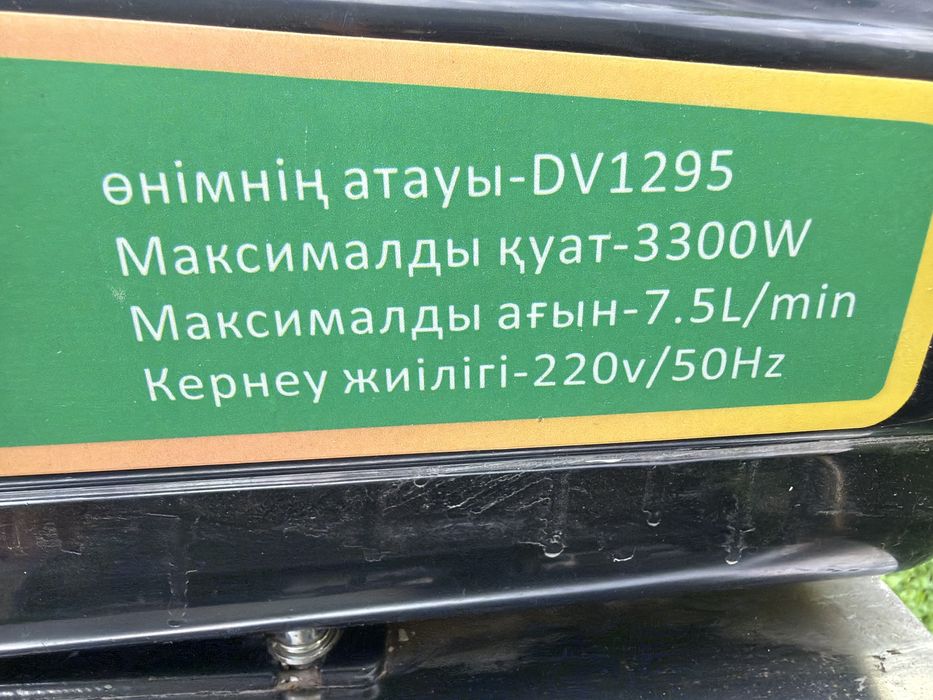 өнімнің атауы-DV1295
Максималды қуат-3300W
Максималды ағын-7.5L/min
Кернеу жиілігі-220v/50Hz